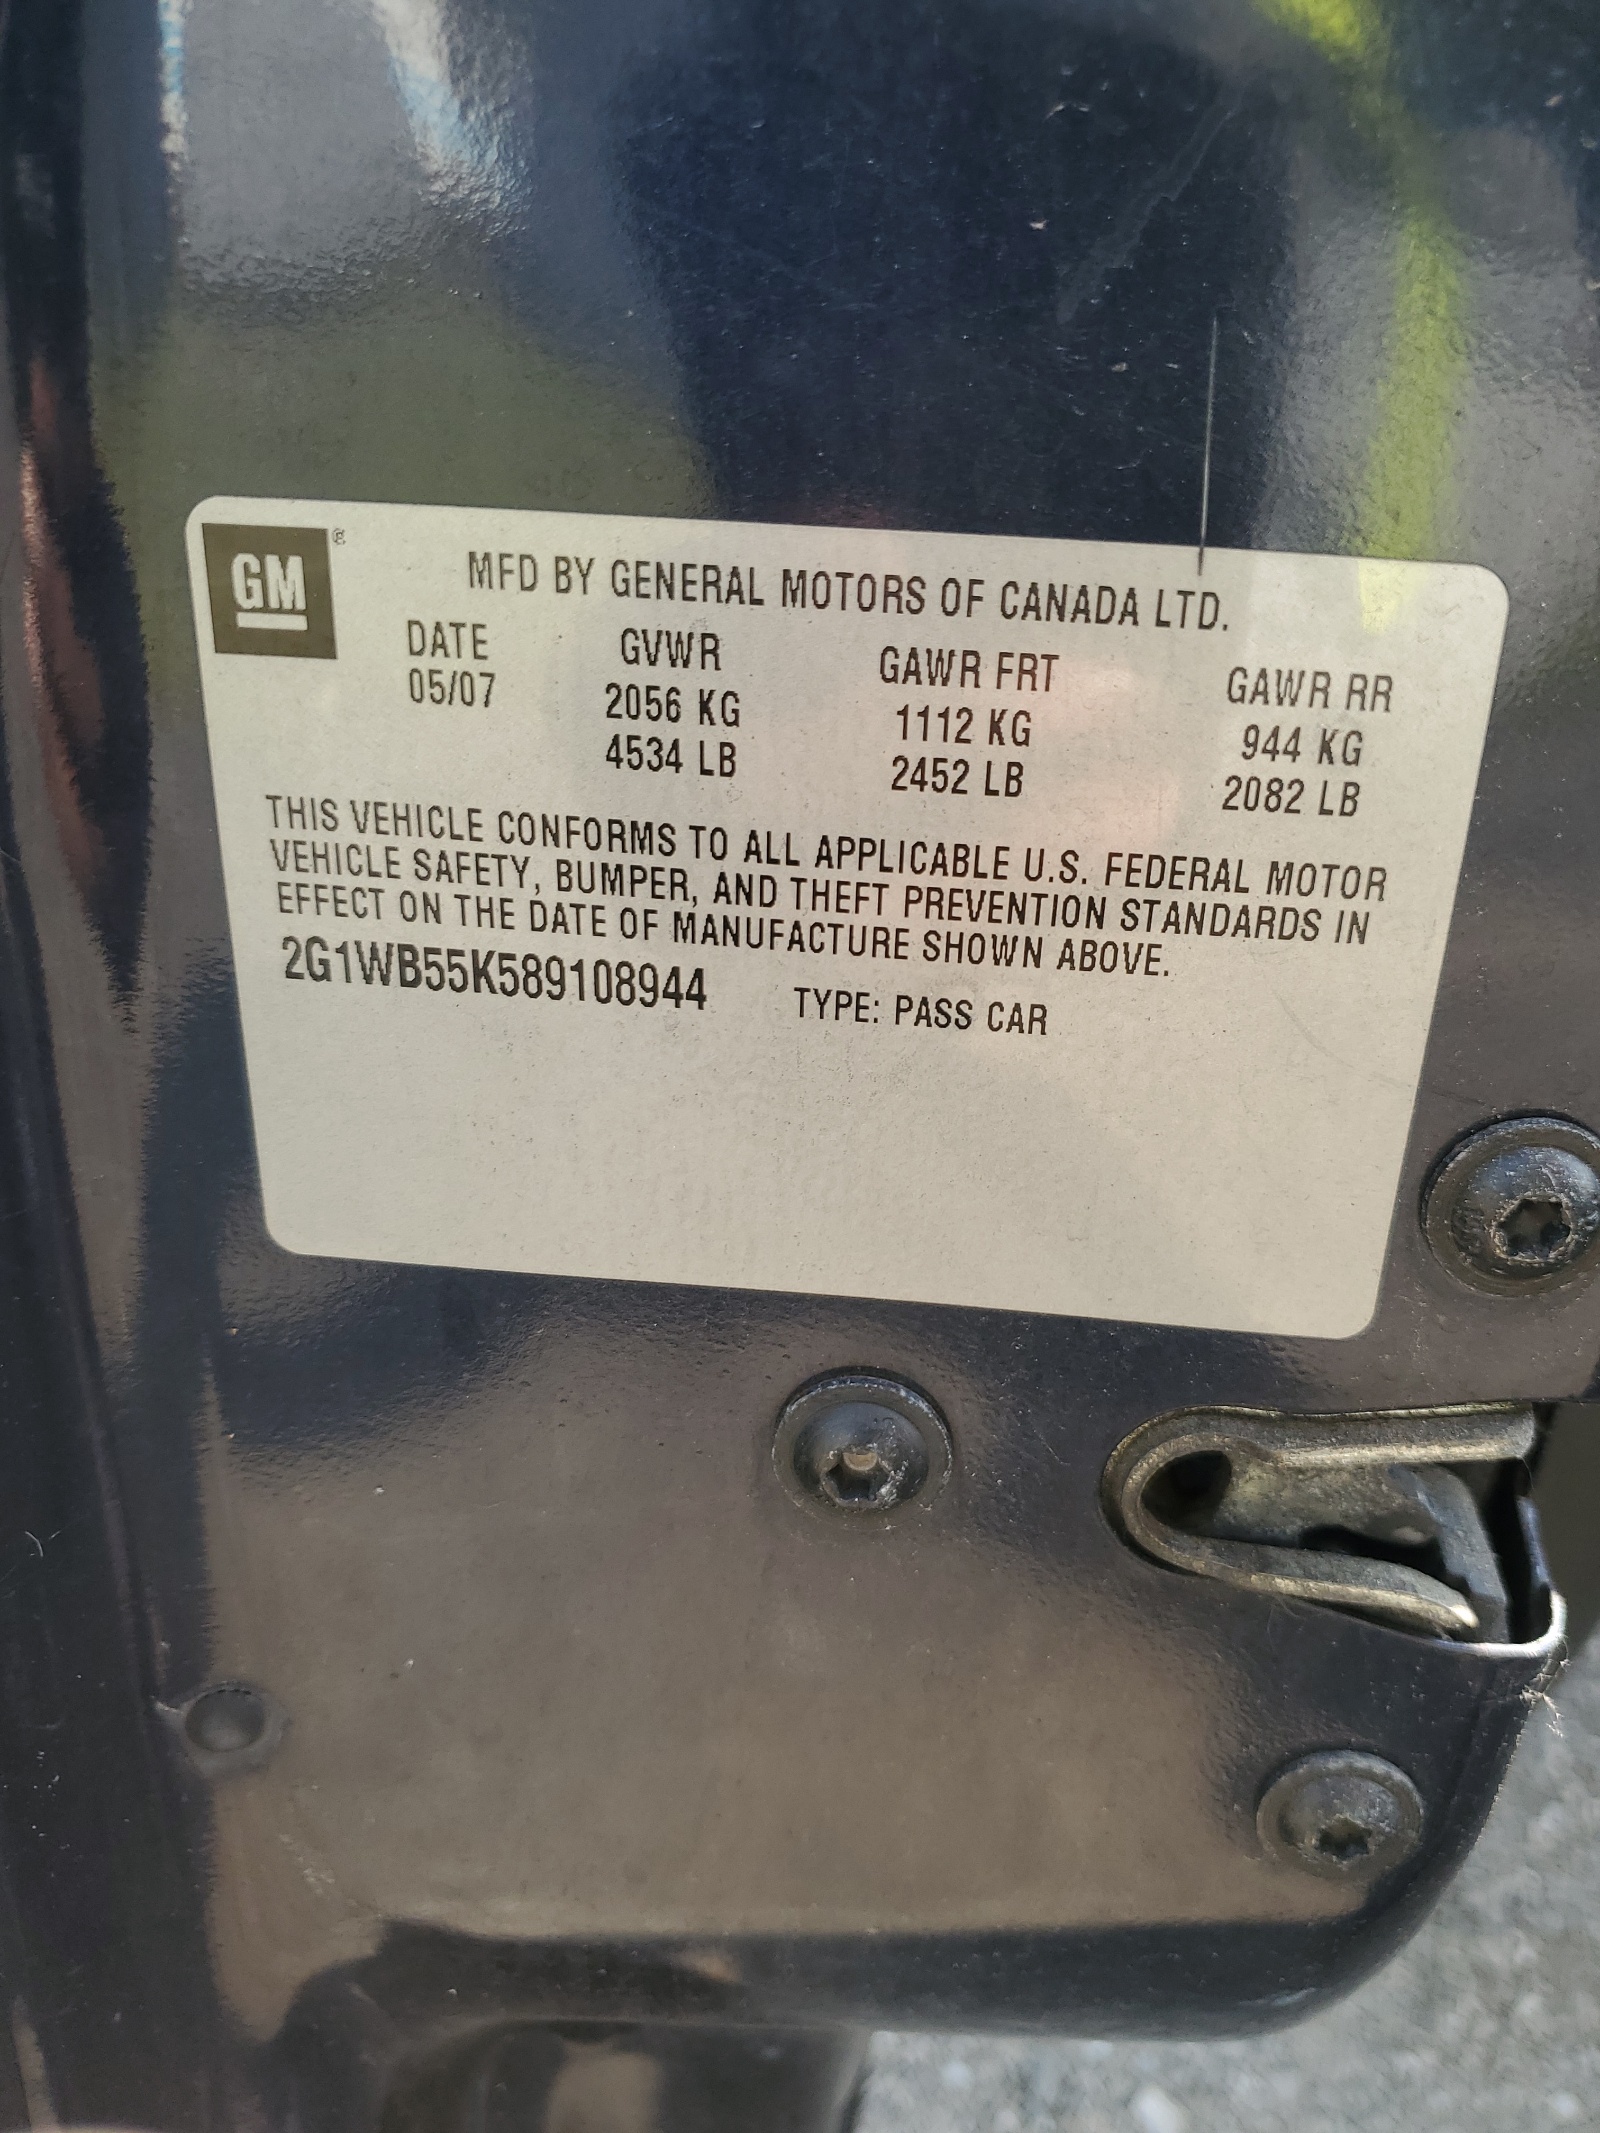 GM ®
MFD BY GENERAL MOTORS OF CANADA LTD.
DATE GVWR GAWR FRT GAWR RR
05/07 2056 KG 1112 KG 944 KG
4534 LB 2452 LB 2082 LB
THIS VEHICLE CONFORMS TO ALL APPLICABLE U.S. FEDERAL MOTOR
VEHICLE SAFETY, BUMPER, AND THEFT PREVENTION STANDARDS IN
EFFECT ON THE DATE OF MANUFACTURE SHOWN ABOVE.
2G1WB55K589108944 TYPE: PASS CAR